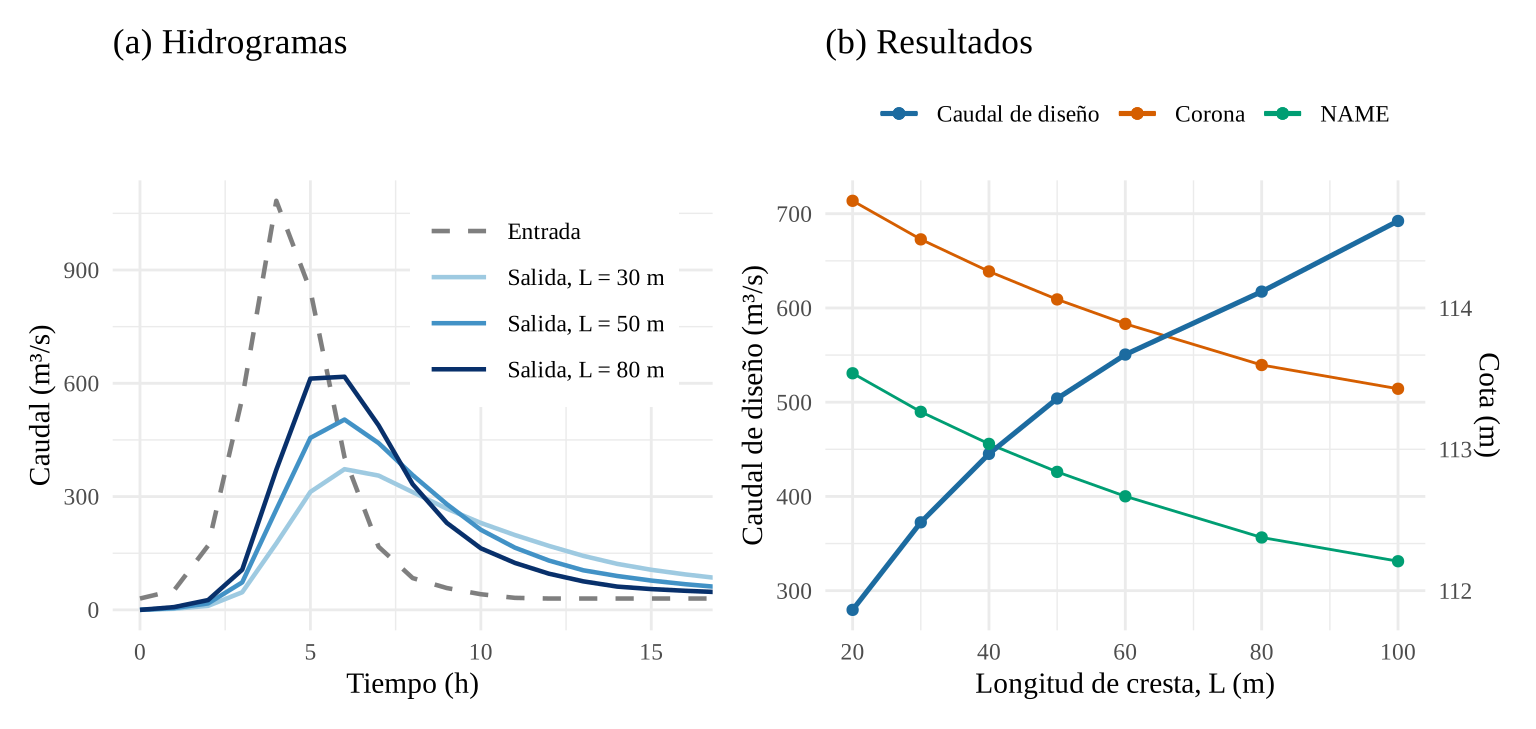 (a) Hidrogramas
Caudal (m³/s)
900
600
300
0
Entrada
Salida, L = 30 m
Salida, L = 50 m
Salida, L = 80 m
0 5 10 15
Tiempo (h)
(b) Resultados
Caudal de diseño Corona NAME
Caudal de diseño (m³/s)
700
600
500
400
300
114
113
112
Cota (m)
20 40 60 80 100
Longitud de cresta, L (m)